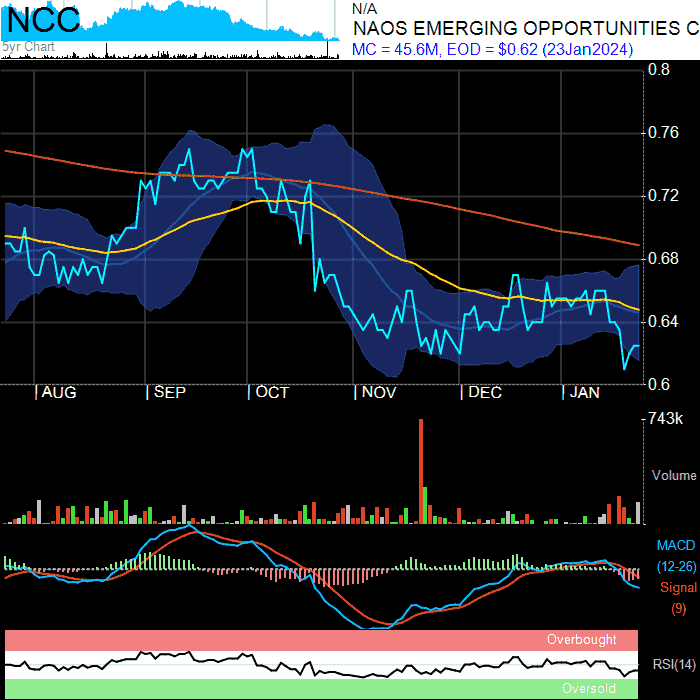 NCC
5yr Chart
N/A
NAOS EMERGING OPPORTUNITIES C
MC = 45.6M, EOD = $0.62 (23Jan2024)
0.8
0.76
0.72
0.68
0.64
0.6
AUG SEP OCT NOV DEC JAN
743k
Volume
MACD
(12-26)
Signal
(9)
Overbought
RSI(14)
Oversold